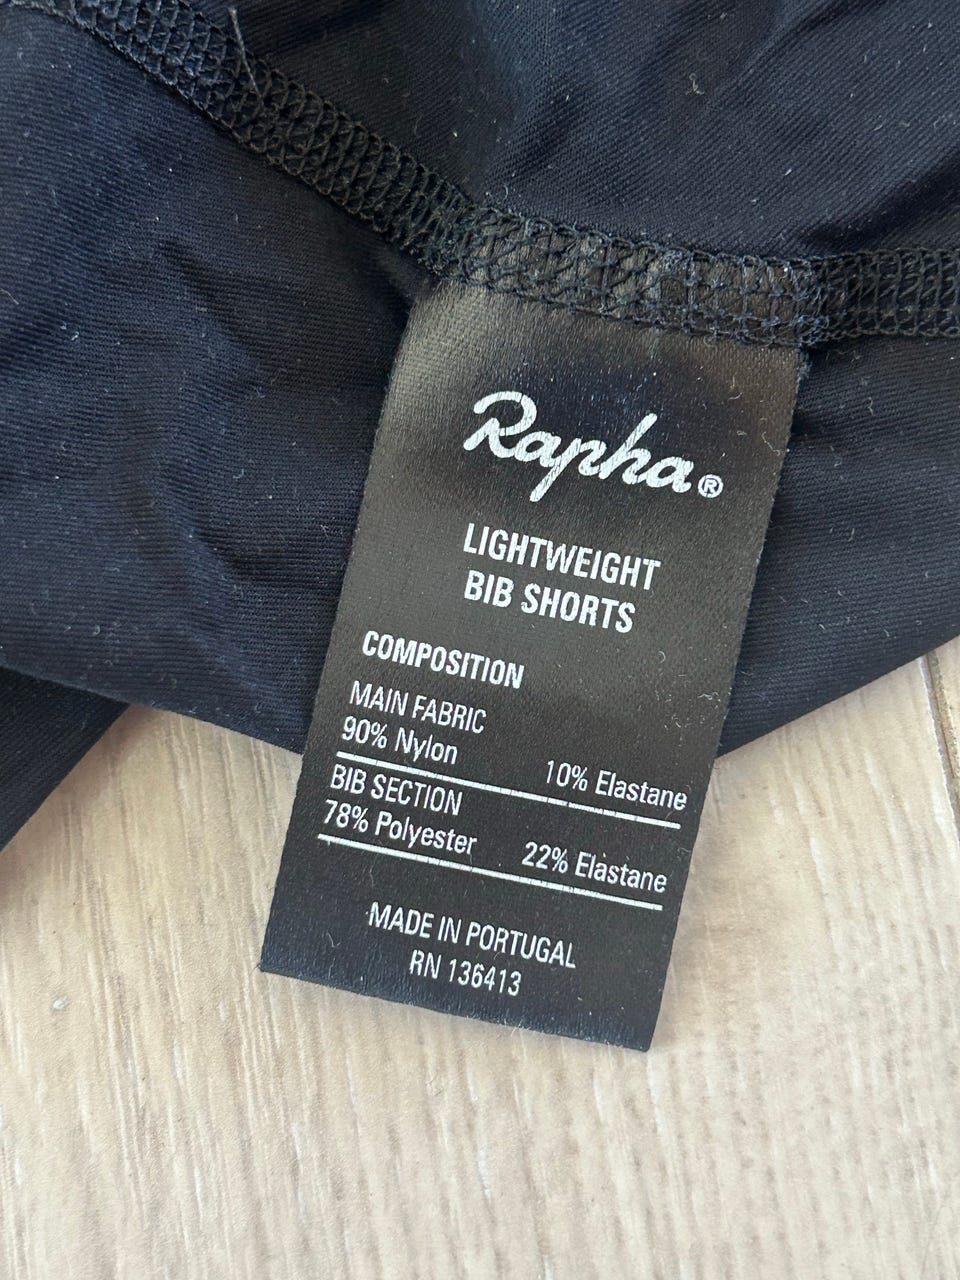 Rapha®
LIGHTWEIGHT
BIB SHORTS
COMPOSITION
MAIN FABRIC
90% Nylon 10% Elastane
BIB SECTION
78% Polyester 22% Elastane
MADE IN PORTUGAL
RN 136413